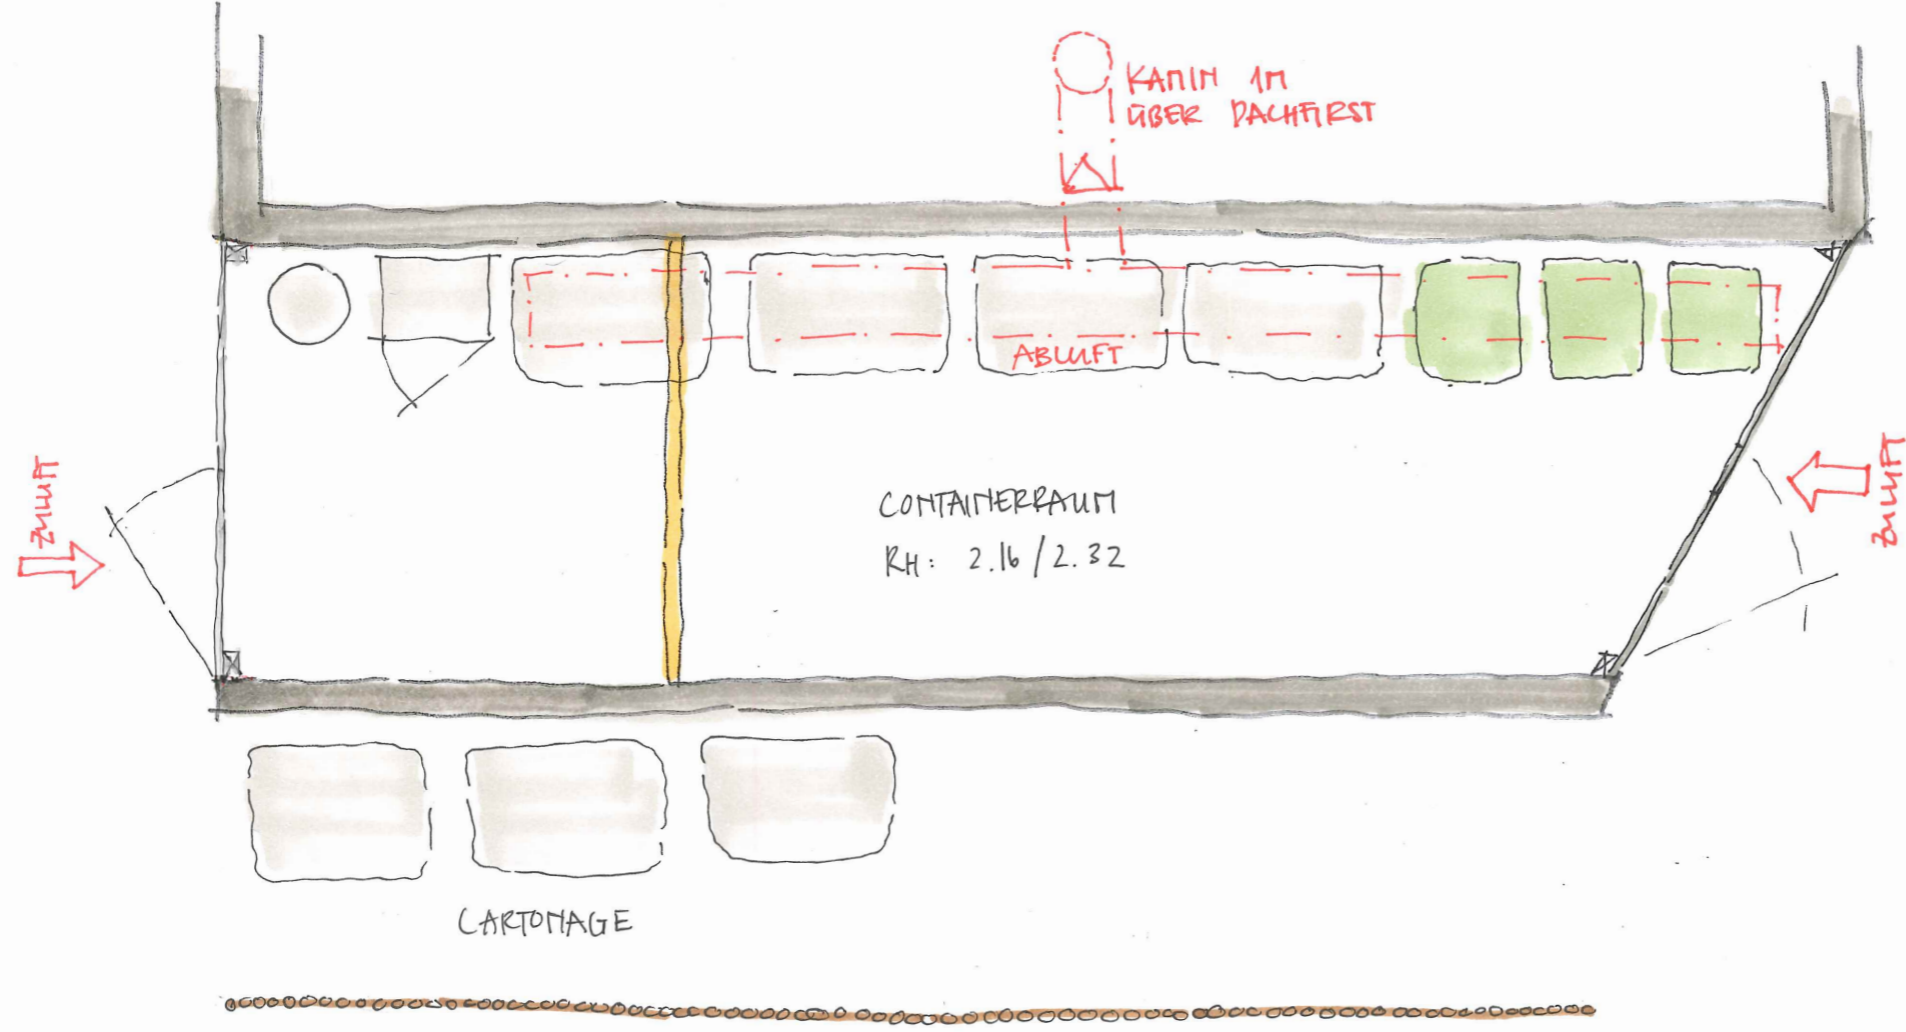 KAMIN 1M
ÜBER DACHFIRST
ABLUFT
ZULUFT
ZULUFT
CONTAINERRAUM
RH: 2.16/2.32
CARTONAGE